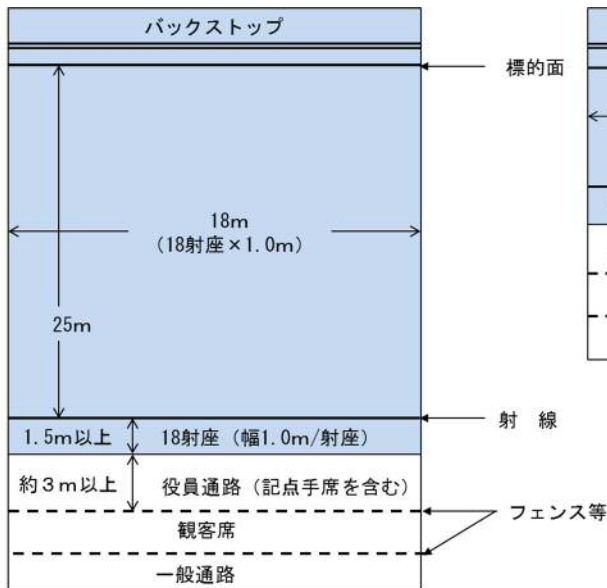 バックストップ
標的面
18m
(18射座×1.0m)
25m
射　線
1.5m以上
18射座（幅1.0m/射座）
約３ｍ以上
役員通路（記点手席を含む）
フェンス等
観客席
一般通路